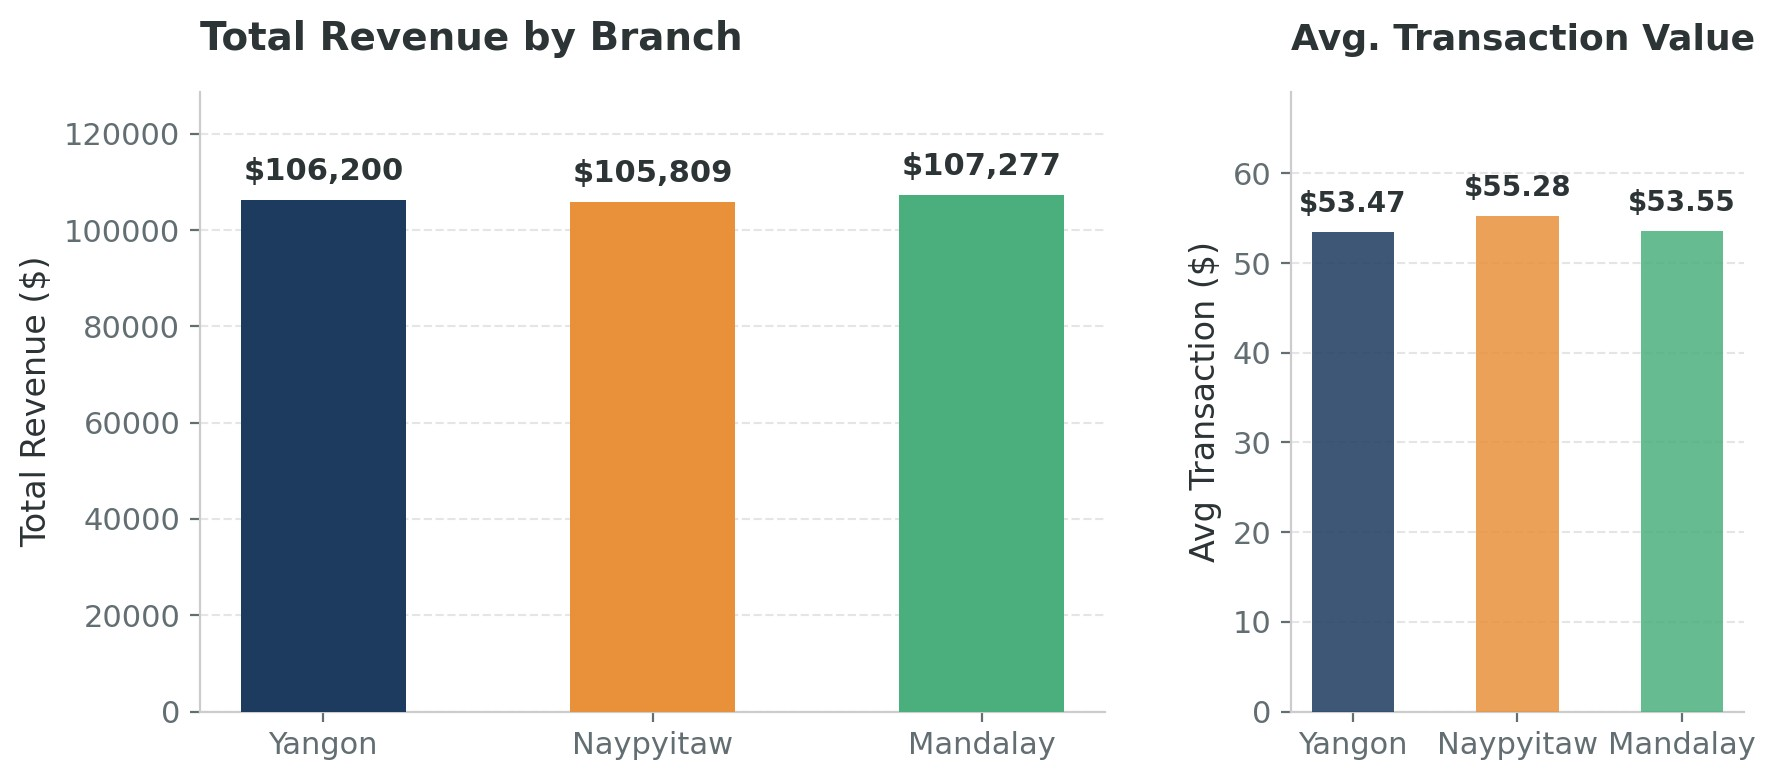 Total Revenue by Branch
Total Revenue ($)
120000
100000
80000
60000
40000
20000
0
$106,200
$105,809
$107,277
Yangon
Naypyitaw
Mandalay
Avg. Transaction Value
Avg Transaction ($)
60
50
40
30
20
10
0
$53.47
$55.28
$53.55
Yangon
Naypyitaw
Mandalay